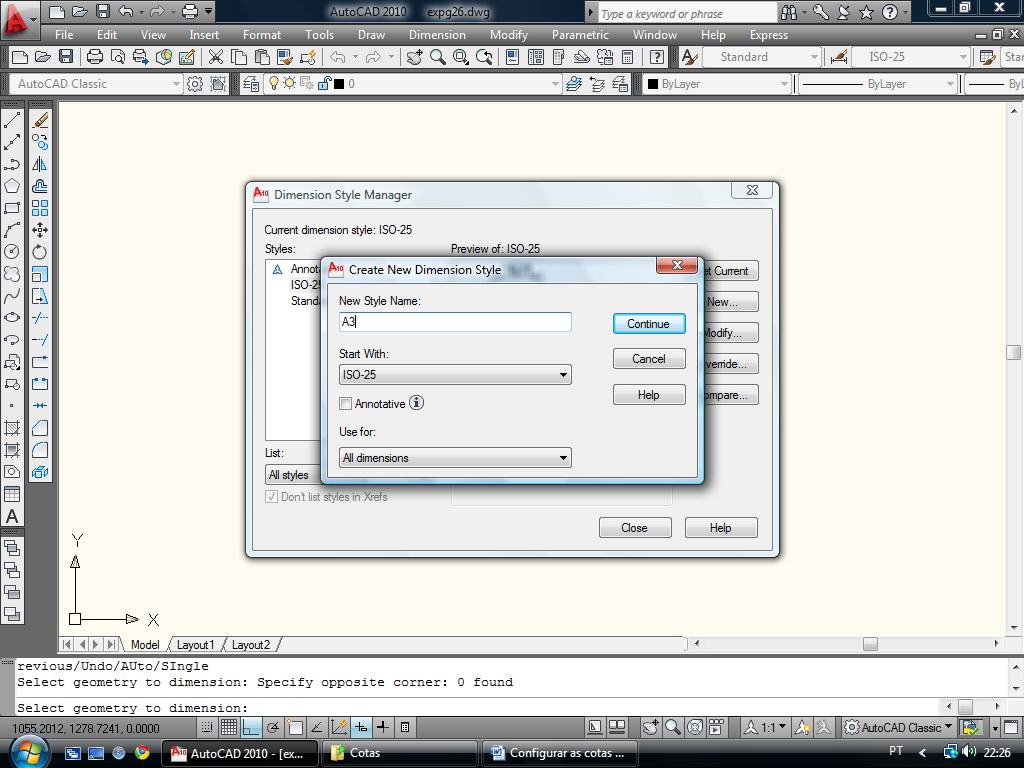 AutoCAD 2010 expg26.dwg
Type a keyword or phrase
File Edit View Insert Format Tools Draw Dimension Modify Parametric Window Help Express
Standard ISO-25
AutoCAD Classic 0 ByLayer ByLayer
Dimension Style Manager
Current dimension style: ISO-25
Styles: Preview of: ISO-25
Create New Dimension Style
New Style Name:
A3
Continue
Start With:
ISO-25
Cancel
Annotative
Help
Use for:
All dimensions
New...
List:
All styles
Don't list styles in Xrefs
Close Help
Y
X
A
Model Layout1 Layout2
revious/Undo/AUto/SIngle
Select geometry to dimension: Specify opposite corner: 0 found
Select geometry to dimension:
1055.2012, 1278.7241, 0.0000 1:1 AutoCAD Classic
AutoCAD 2010 - [ex... Cotas Configurar as cotas ... PT 22:26